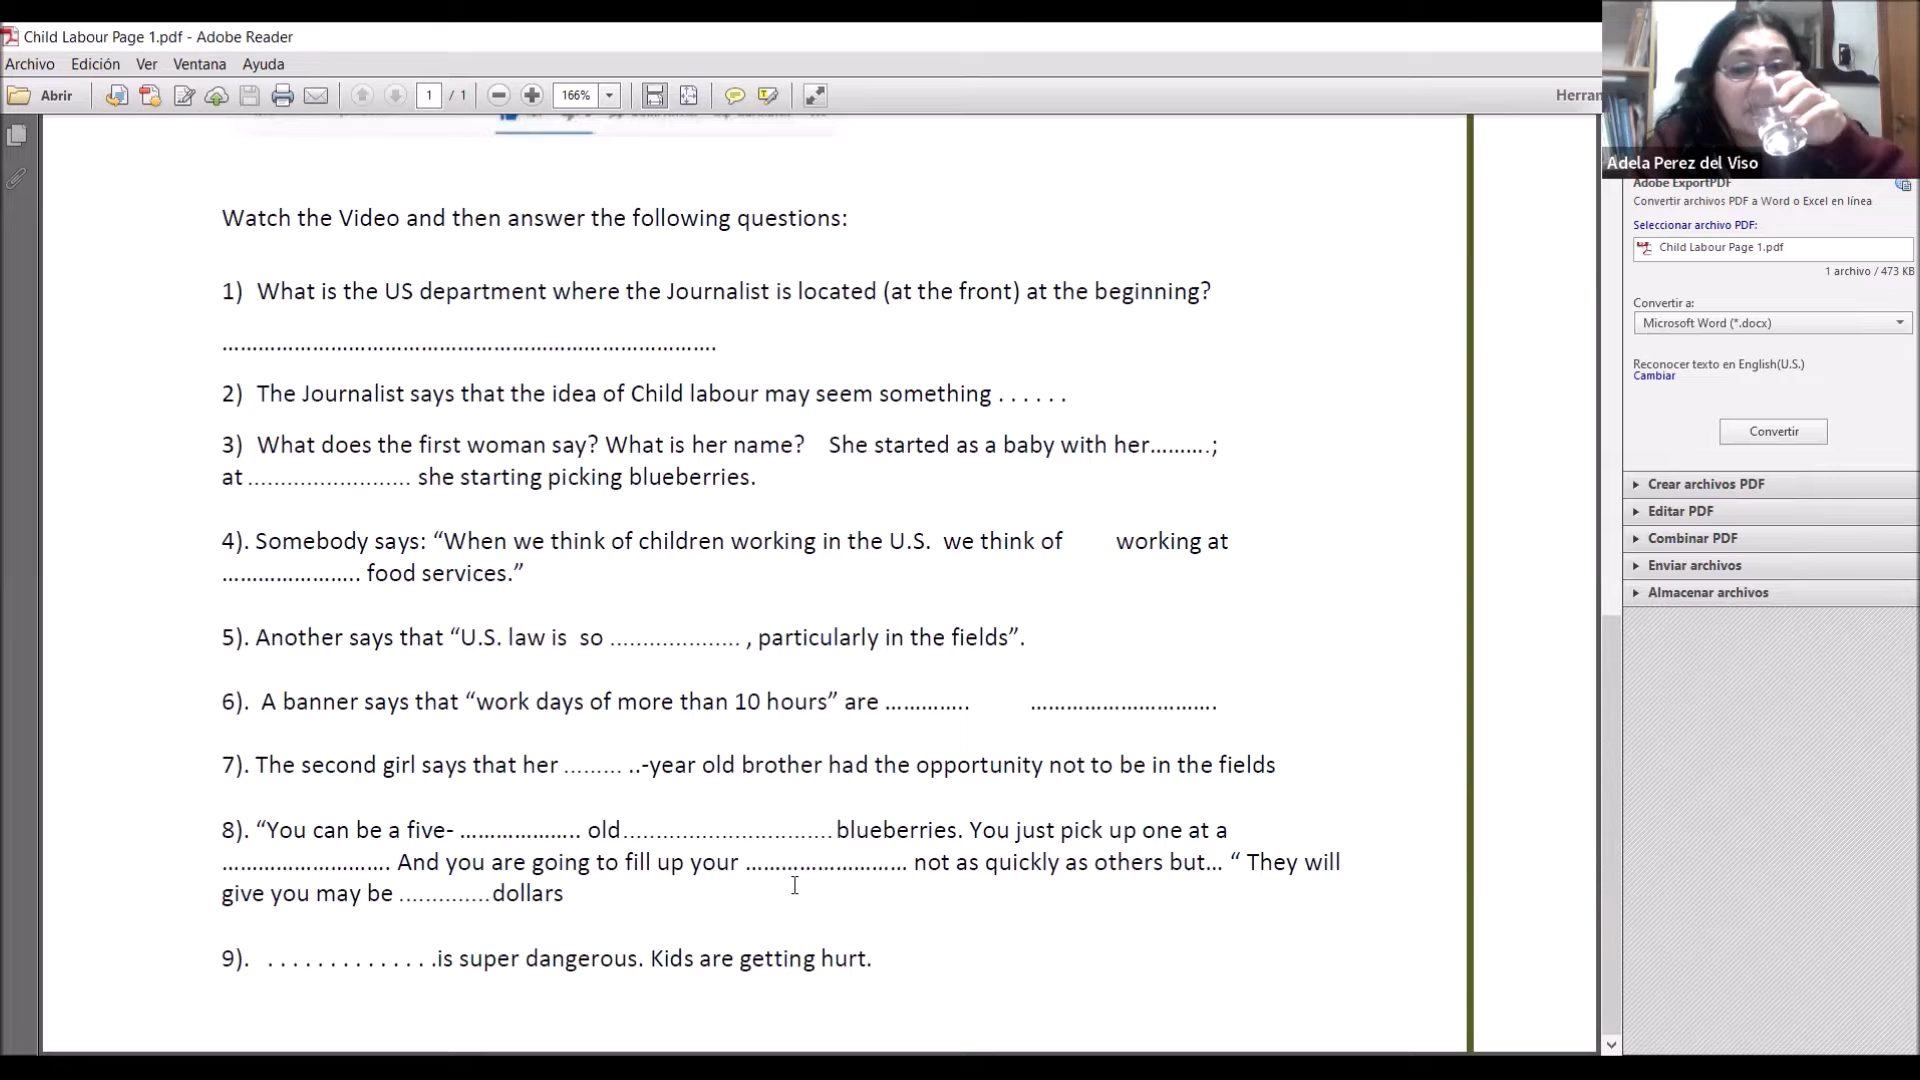 Child Labour Page 1.pdf - Adobe Reader
Archivo Edición Ver Ventana Ayuda
Abrir 1 / 1 166% Herran
Adela Perez del Viso
Adobe ExportPDF
Convertir archivos PDF a Word o Excel en línea
Seleccionar archivo PDF:
Child Labour Page 1.pdf
1 archivo / 473 KB
Convertir a:
Microsoft Word (*.docx)
Reconocer texto en English(U.S.)
Cambiar
Convertir
Crear archivos PDF
Editar PDF
Combinar PDF
Enviar archivos
Almacenar archivos
Watch the Video and then answer the following questions:
1) What is the US department where the Journalist is located (at the front) at the beginning?
……………………………………………………………………….
2) The Journalist says that the idea of Child labour may seem something . . . . . .
3) What does the first woman say? What is her name? She started as a baby with her……….;
at ......................... she starting picking blueberries.
4). Somebody says: “When we think of children working in the U.S. we think of working at
………………….. food services.”
5). Another says that “U.S. law is so .................... , particularly in the fields”.
6). A banner says that “work days of more than 10 hours” are ………….. ………………………….
7). The second girl says that her ......... ..-year old brother had the opportunity not to be in the fields
8). “You can be a five- ……………….. old................................ blueberries. You just pick up one at a
………………………. And you are going to fill up your ……………………… not as quickly as others but… “ They will
give you may be ..............dollars
9). . . . . . . . . . . . . . .is super dangerous. Kids are getting hurt.